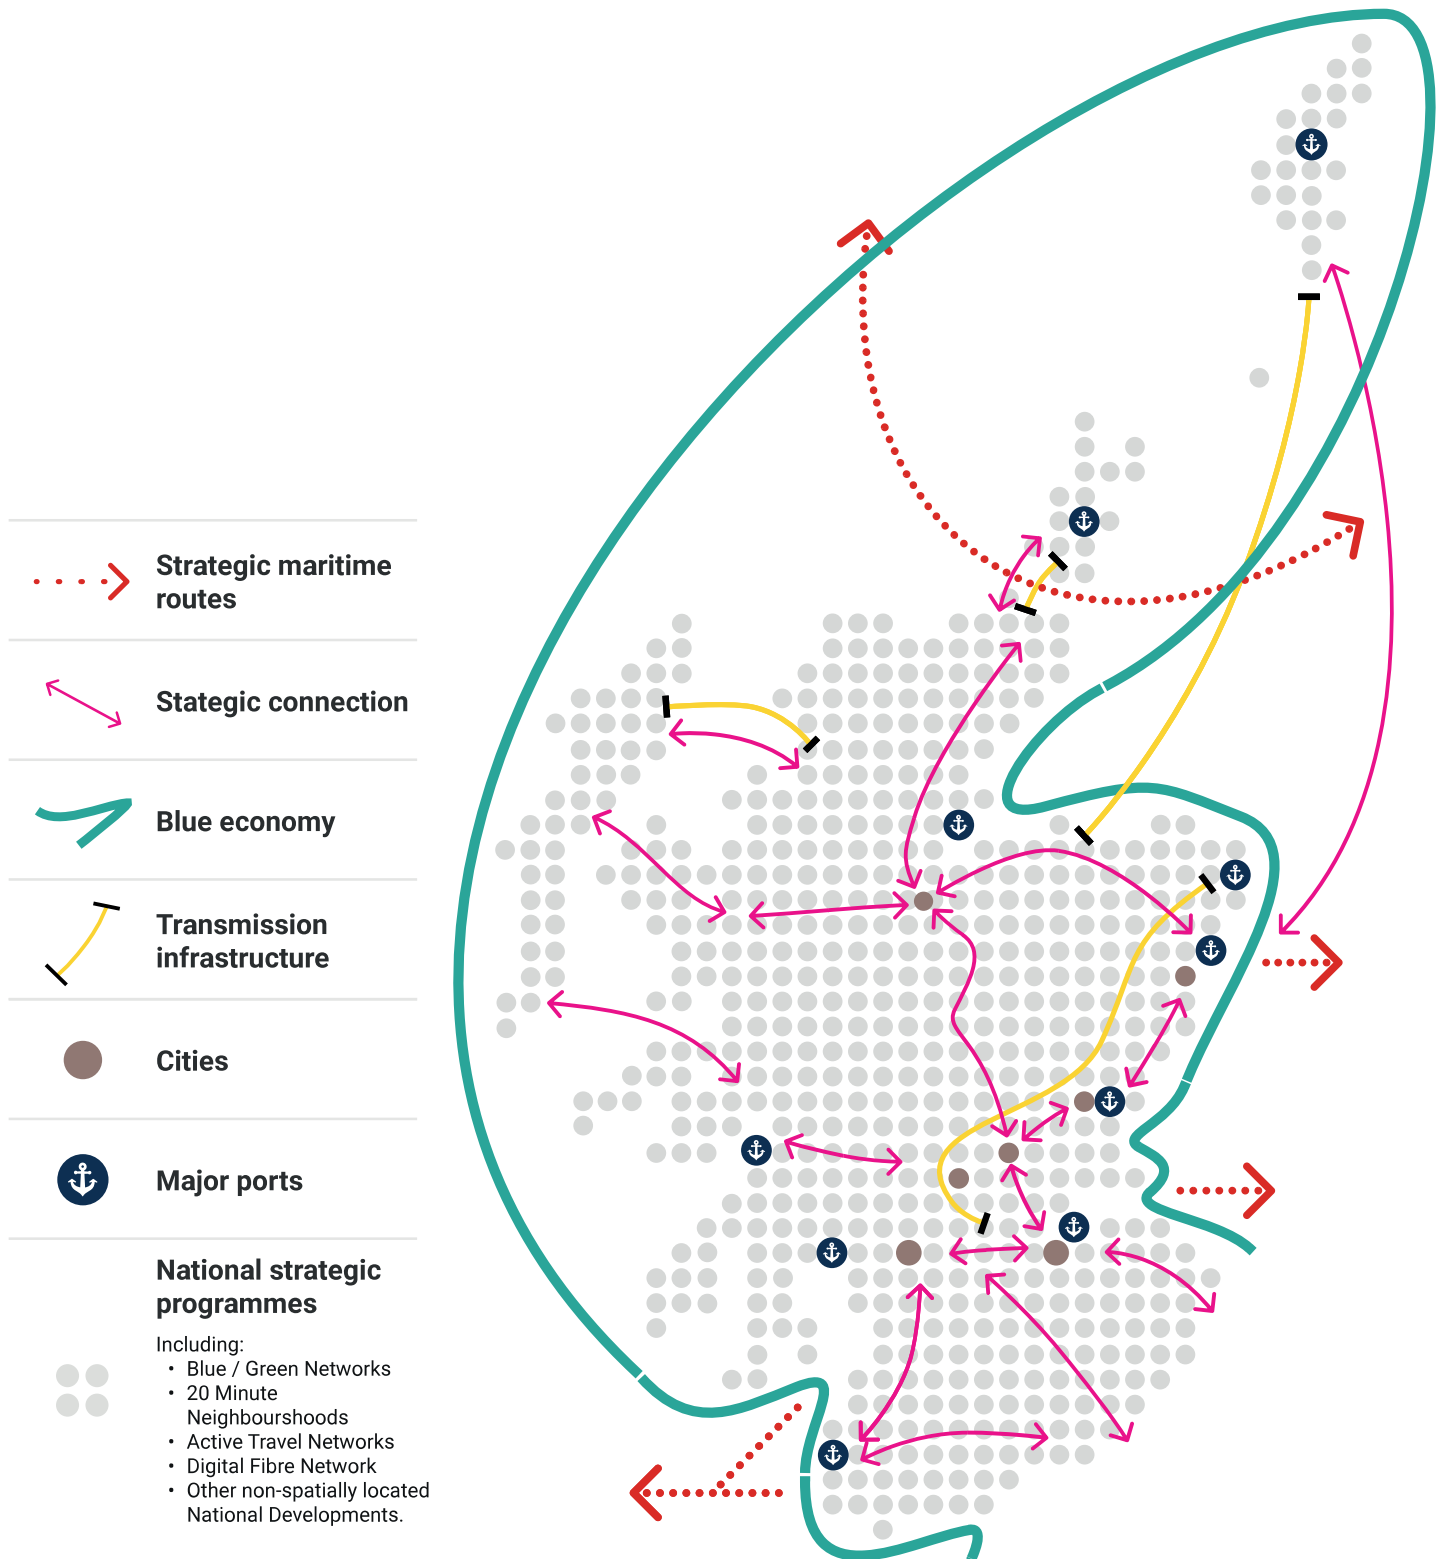 Strategic maritime
routes
Stategic connection
Blue economy
Transmission
infrastructure
Cities
Major ports
National strategic
programmes
Including:
• Blue / Green Networks
• 20 Minute
Neighbourshoods
• Active Travel Networks
• Digital Fibre Network
• Other non-spatially located
National Developments.